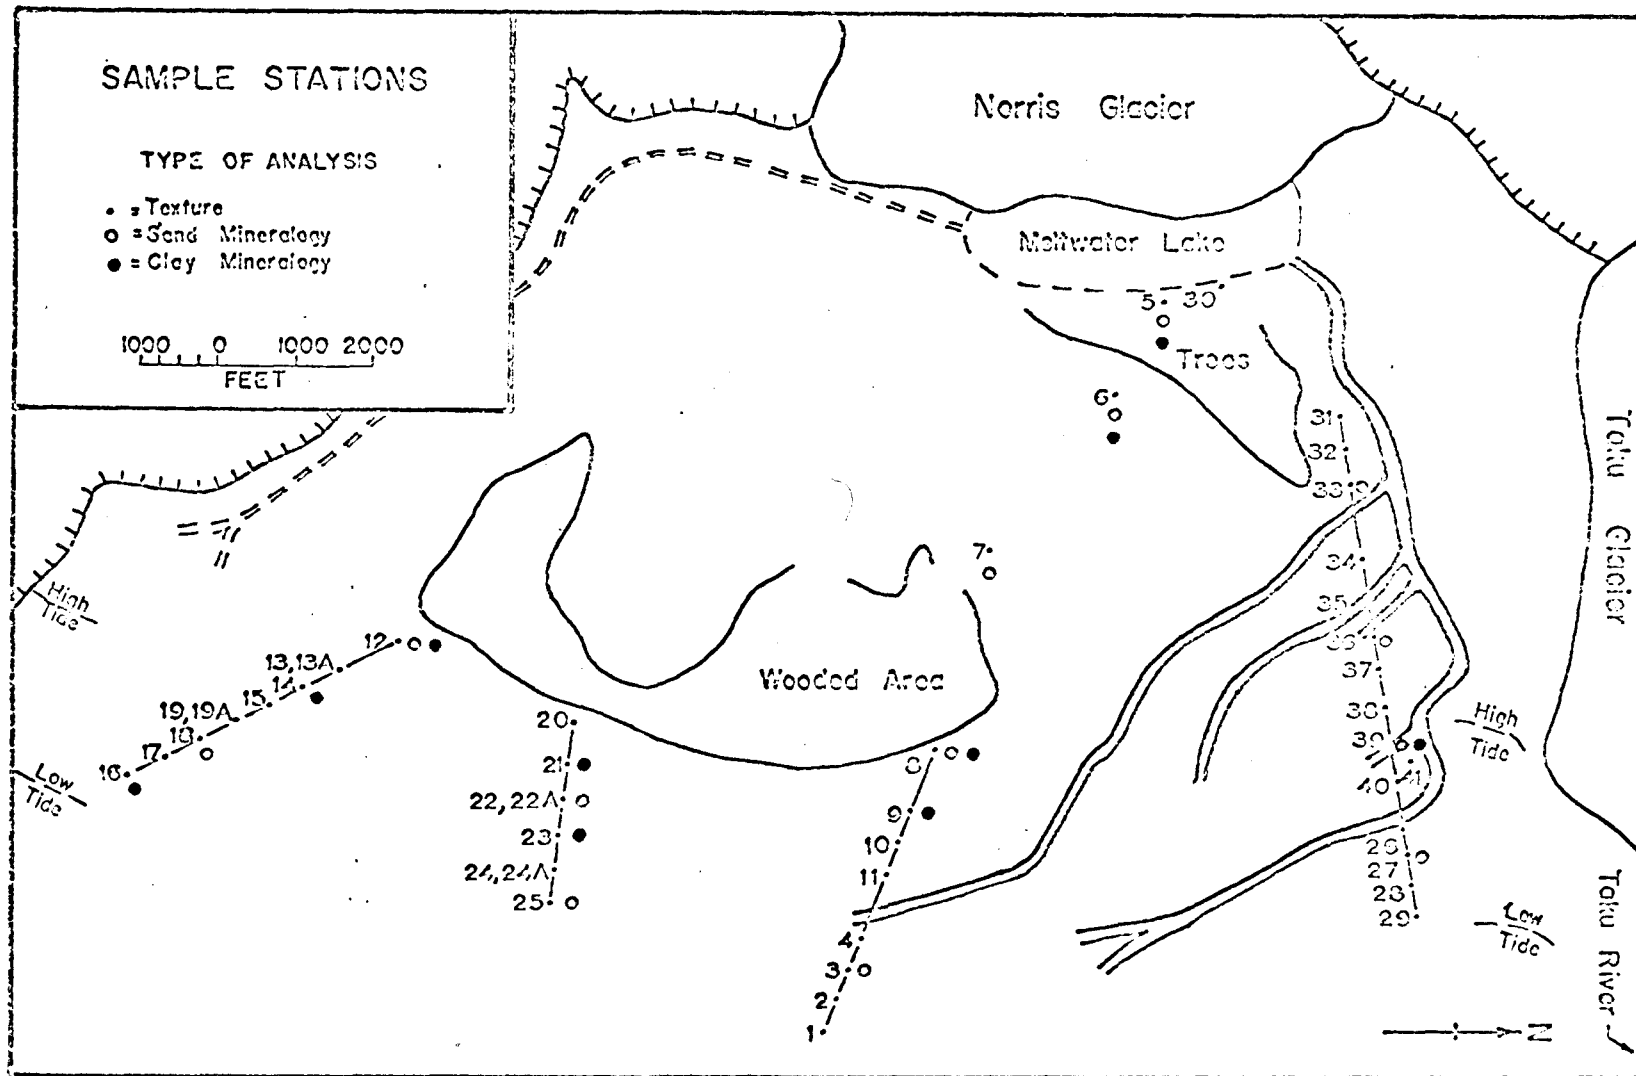 SAMPLE STATIONS
TYPE OF ANALYSIS
• = Texture
○ = Sand Mineralogy
● = Clay Mineralogy
1000 0 1000 2000
FEET
Norris Glacier
Meltwater Lake
5 30
Trees
6
31
32
33
34
35
36
37
38
39
40 41
26
27
28
29
7
Wooded Area
High
Tide
Low
Tide
12
13,13A
14
15
19,19A
18
17
16
20
21
22,22A
23
24,24A
25
8
9
10
11
4
3
2
1
High
Tide
Low
Tide
Taku Glacier
Taku River
N